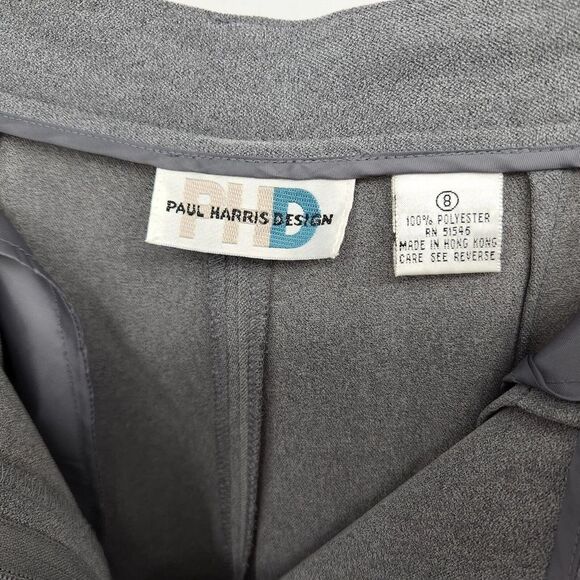 PHD
PAUL HARRIS DESIGN
8
100% POLYESTER
RN 51546
MADE IN HONG KONG
CARE SEE REVERSE